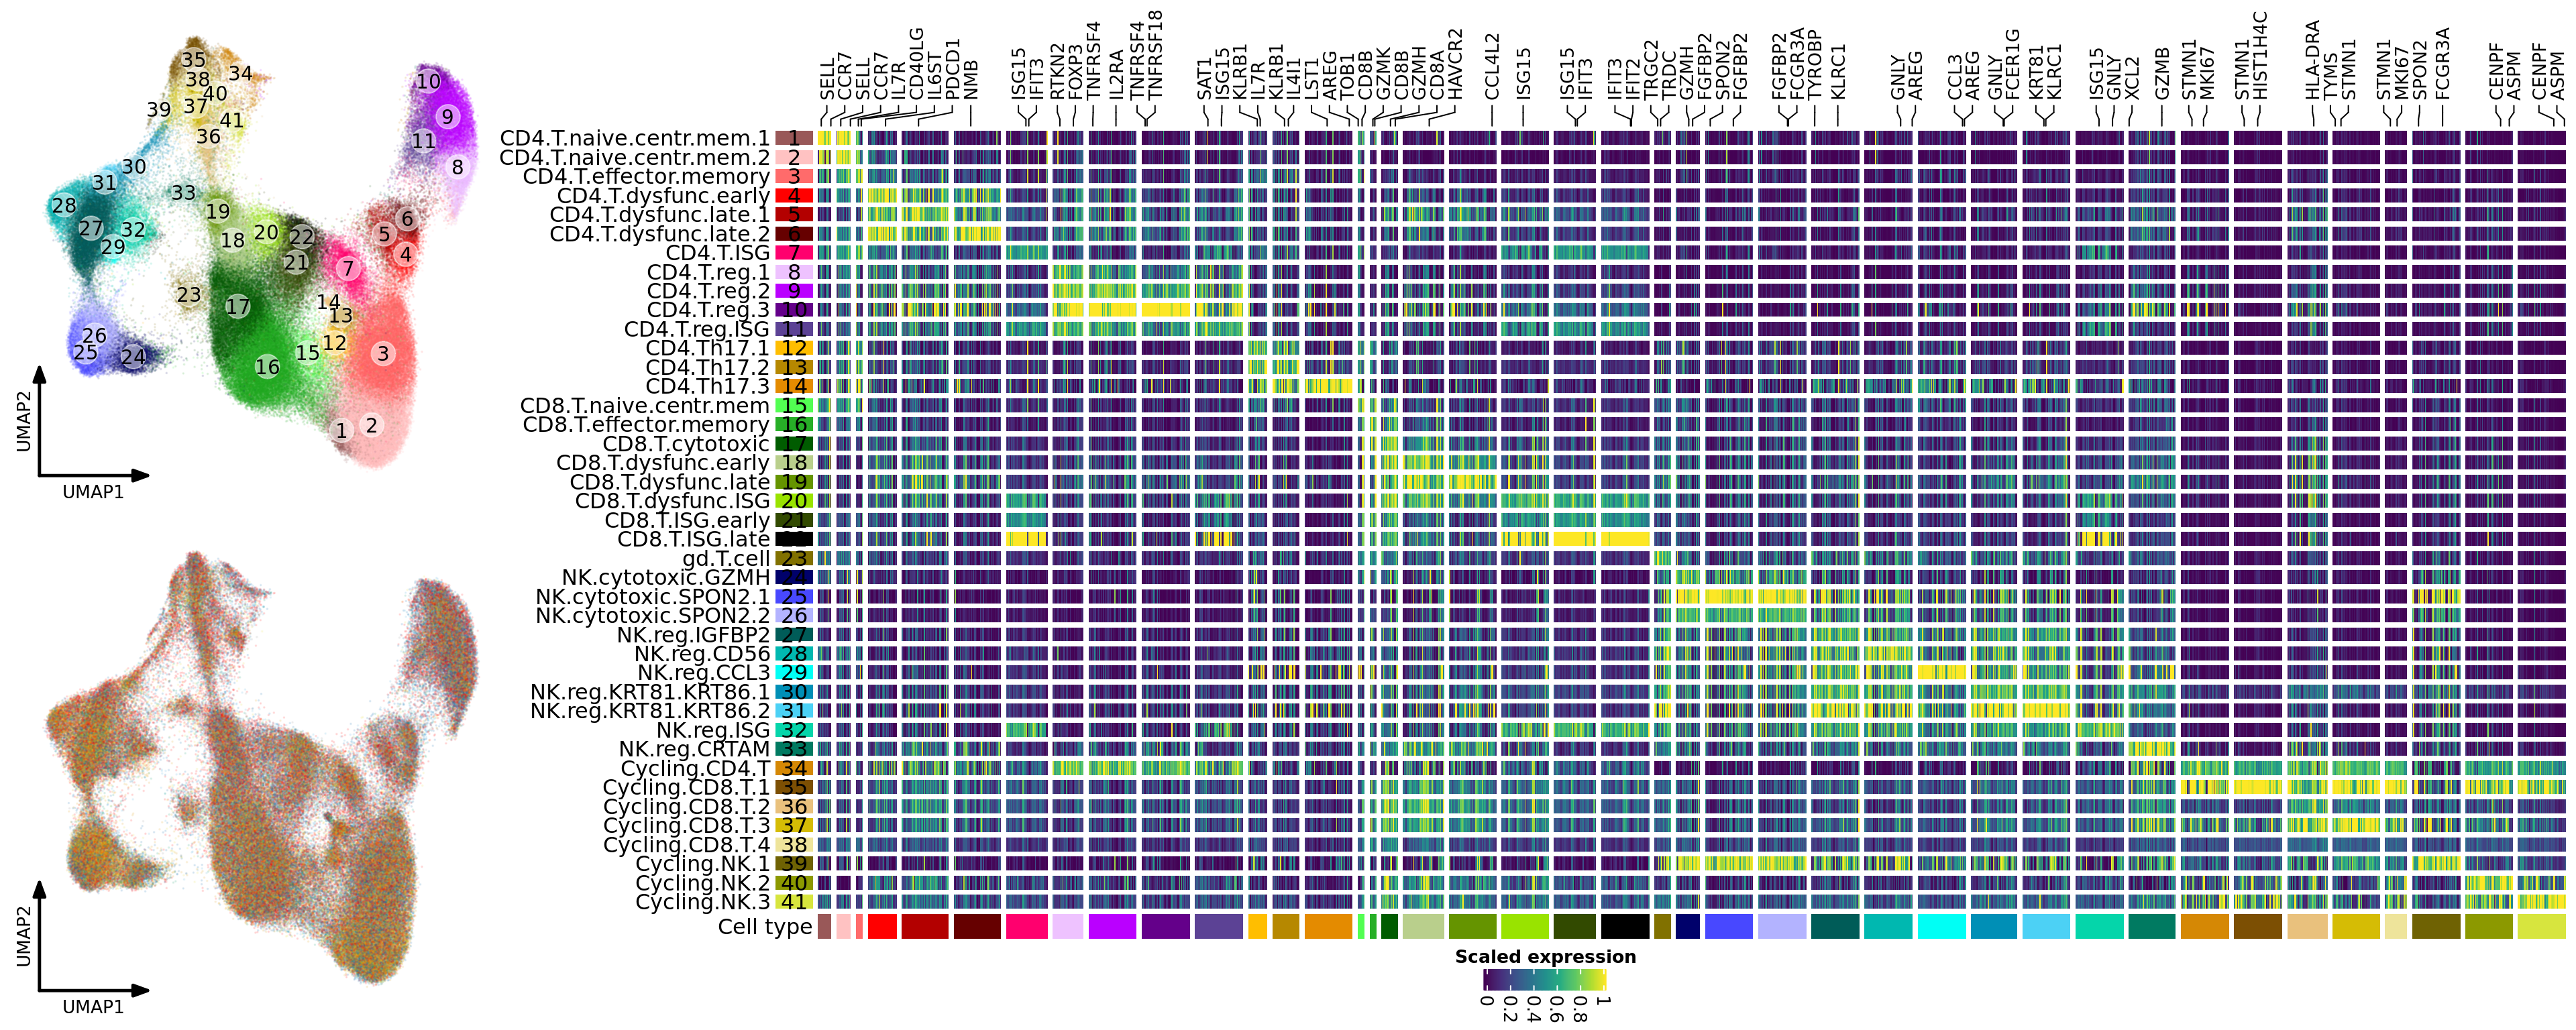 35
38
34
40
39
37
41
36
30
31
33
28
27
32
29
19
18
20
22
21
7
6
5
4
10
9
11
8
23
17
14
13
12
15
16
3
26
25
24
1
2
UMAP2
UMAP1
UMAP2
UMAP1
SELL
CCR7
SELL
CCR7
IL7R
CD40LG
IL6ST
PDCD1
NMB
ISG15
IFIT3
RTKN2
FOXP3
TNFRSF4
IL2RA
TNFRSF4
TNFRSF18
SAT1
ISG15
KLRB1
IL7R
KLRB1
IL4I1
LST1
AREG
TOB1
CD8B
GZMK
CD8B
GZMH
CD8A
HAVCR2
CCL4L2
ISG15
ISG15
IFIT3
IFIT3
IFIT2
TRGC2
TRDC
GZMH
FGFBP2
SPON2
FGFBP2
FGFBP2
FCGR3A
TYROBP
KLRC1
GNLY
AREG
CCL3
AREG
GNLY
FCER1G
KRT81
KLRC1
ISG15
GNLY
XCL2
GZMB
STMN1
MKI67
STMN1
HIST1H4C
HLA-DRA
TYMS
STMN1
STMN1
MKI67
SPON2
FCGR3A
CENPF
ASPM
CENPF
ASPM
CD4.T.naive.centr.mem.1 1
CD4.T.naive.centr.mem.2 2
CD4.T.effector.memory 3
CD4.T.dysfunc.early 4
CD4.T.dysfunc.late.1 5
CD4.T.dysfunc.late.2 6
CD4.T.ISG 7
CD4.T.reg.1 8
CD4.T.reg.2 9
CD4.T.reg.3 10
CD4.T.reg.ISG 11
CD4.Th17.1 12
CD4.Th17.2 13
CD4.Th17.3 14
CD8.T.naive.centr.mem 15
CD8.T.effector.memory 16
CD8.T.cytotoxic 17
CD8.T.dysfunc.early 18
CD8.T.dysfunc.late 19
CD8.T.dysfunc.ISG 20
CD8.T.ISG.early 21
CD8.T.ISG.late
gd.T.cell 23
NK.cytotoxic.GZMH 24
NK.cytotoxic.SPON2.1 25
NK.cytotoxic.SPON2.2 26
NK.reg.IGFBP2 27
NK.reg.CD56 28
NK.reg.CCL3 29
NK.reg.KRT81.KRT86.1 30
NK.reg.KRT81.KRT86.2 31
NK.reg.ISG 32
NK.reg.CRTAM 33
Cycling.CD4.T 34
Cycling.CD8.T.1 35
Cycling.CD8.T.2 36
Cycling.CD8.T.3 37
Cycling.CD8.T.4 38
Cycling.NK.1 39
Cycling.NK.2 40
Cycling.NK.3 41
Cell type
Scaled expression
0
0.2
0.4
0.6
0.8
1